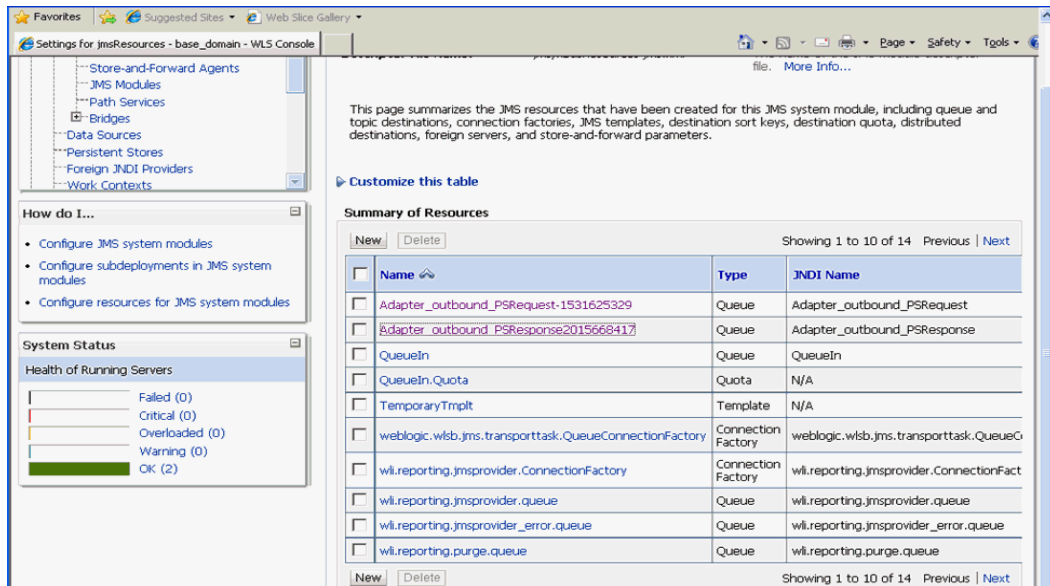 Favorites Suggested Sites Web Slice Gallery
Settings for jmsResources - base_domain - WLS Console
Page Safety Tools
Store-and-Forward Agents
JMS Modules
Path Services
Bridges
Data Sources
Persistent Stores
Foreign JNDI Providers
Work Contexts
How do I...
Configure JMS system modules
Configure subdeployments in JMS system
modules
Configure resources for JMS system modules
System Status
Health of Running Servers
Failed (0)
Critical (0)
Overloaded (0)
Warning (0)
OK (2)
file. More Info...
This page summarizes the JMS resources that have been created for this JMS system module, including queue and
topic destinations, connection factories, JMS templates, destination sort keys, destination quota, distributed
destinations, foreign servers, and store-and-forward parameters.
Customize this table
Summary of Resources
New Delete Showing 1 to 10 of 14 Previous | Next
Name Type JNDI Name
Adapter_outbound_PSRequest-1531625329 Queue Adapter_outbound_PSRequest
Adapter_outbound_PSResponse2015668417 Queue Adapter_outbound_PSResponse
QueueIn Queue QueueIn
QueueIn.Quota Quota N/A
TemporaryTmplt Template N/A
weblogic.wlsb.jms.transporttask.QueueConnectionFactory Connection Factory weblogic.wlsb.jms.transporttask.QueueC
wli.reporting.jmsprovider.ConnectionFactory Connection Factory wli.reporting.jmsprovider.ConnectionFact
wli.reporting.jmsprovider.queue Queue wli.reporting.jmsprovider.queue
wli.reporting.jmsprovider_error.queue Queue wli.reporting.jmsprovider_error.queue
wli.reporting.purge.queue Queue wli.reporting.purge.queue
New Delete Showing 1 to 10 of 14 Previous | Next